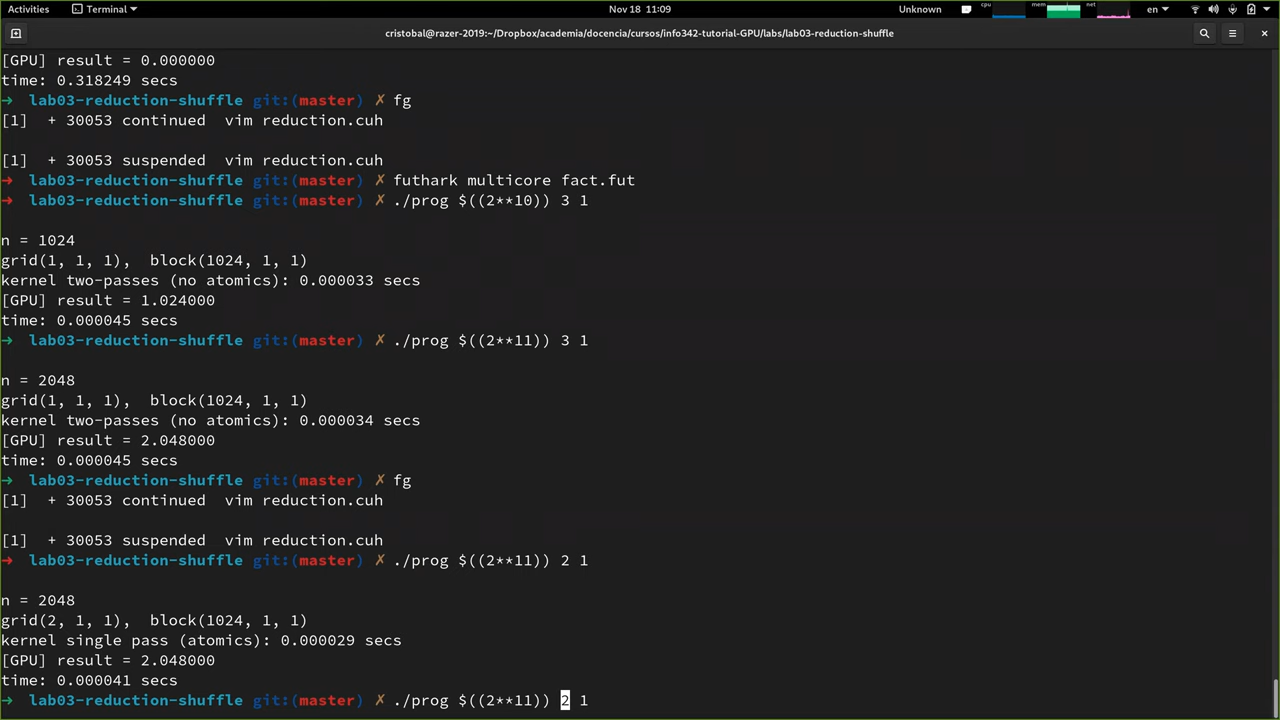 Activities Terminal Nov 18 11:09 Unknown cpu mem net en
cristobal@razer-2019:~/Dropbox/academia/docencia/cursos/info342-tutorial-GPU/labs/lab03-reduction-shuffle
[GPU] result = 0.000000
time: 0.318249 secs
→ lab03-reduction-shuffle git:(master) ✗ fg
[1]  + 30053 continued  vim reduction.cuh
[1]  + 30053 suspended  vim reduction.cuh
→ lab03-reduction-shuffle git:(master) ✗ futhark multicore fact.fut
→ lab03-reduction-shuffle git:(master) ✗ ./prog $((2**10)) 3 1
n = 1024
grid(1, 1, 1),  block(1024, 1, 1)
kernel two-passes (no atomics): 0.000033 secs
[GPU] result = 1.024000
time: 0.000045 secs
→ lab03-reduction-shuffle git:(master) ✗ ./prog $((2**11)) 3 1
n = 2048
grid(1, 1, 1),  block(1024, 1, 1)
kernel two-passes (no atomics): 0.000034 secs
[GPU] result = 2.048000
time: 0.000045 secs
→ lab03-reduction-shuffle git:(master) ✗ fg
[1]  + 30053 continued  vim reduction.cuh
[1]  + 30053 suspended  vim reduction.cuh
→ lab03-reduction-shuffle git:(master) ✗ ./prog $((2**11)) 2 1
n = 2048
grid(2, 1, 1),  block(1024, 1, 1)
kernel single pass (atomics): 0.000029 secs
[GPU] result = 2.048000
time: 0.000041 secs
→ lab03-reduction-shuffle git:(master) ✗ ./prog $((2**11)) 2 1